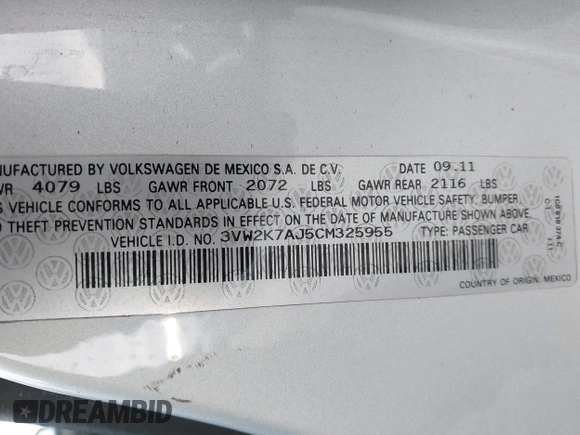 NUFACTURED BY VOLKSWAGEN DE MEXICO S.A. DE C.V. DATE 09.11
WR 4079 LBS GAWR FRONT 2072 LBS GAWR REAR 2116 LBS
S VEHICLE CONFORMS TO ALL APPLICABLE U.S. FEDERAL MOTOR VEHICLE SAFETY, BUMPER,
D THEFT PREVENTION STANDARDS IN EFFECT ON THE DATE OF MANUFACTURE SHOWN ABOVE.
VEHICLE I.D. NO. 3VW2K7AJ5CM325955 TYPE: PASSENGER CAR
COUNTRY OF ORIGIN: MEXICO
DREAMBID